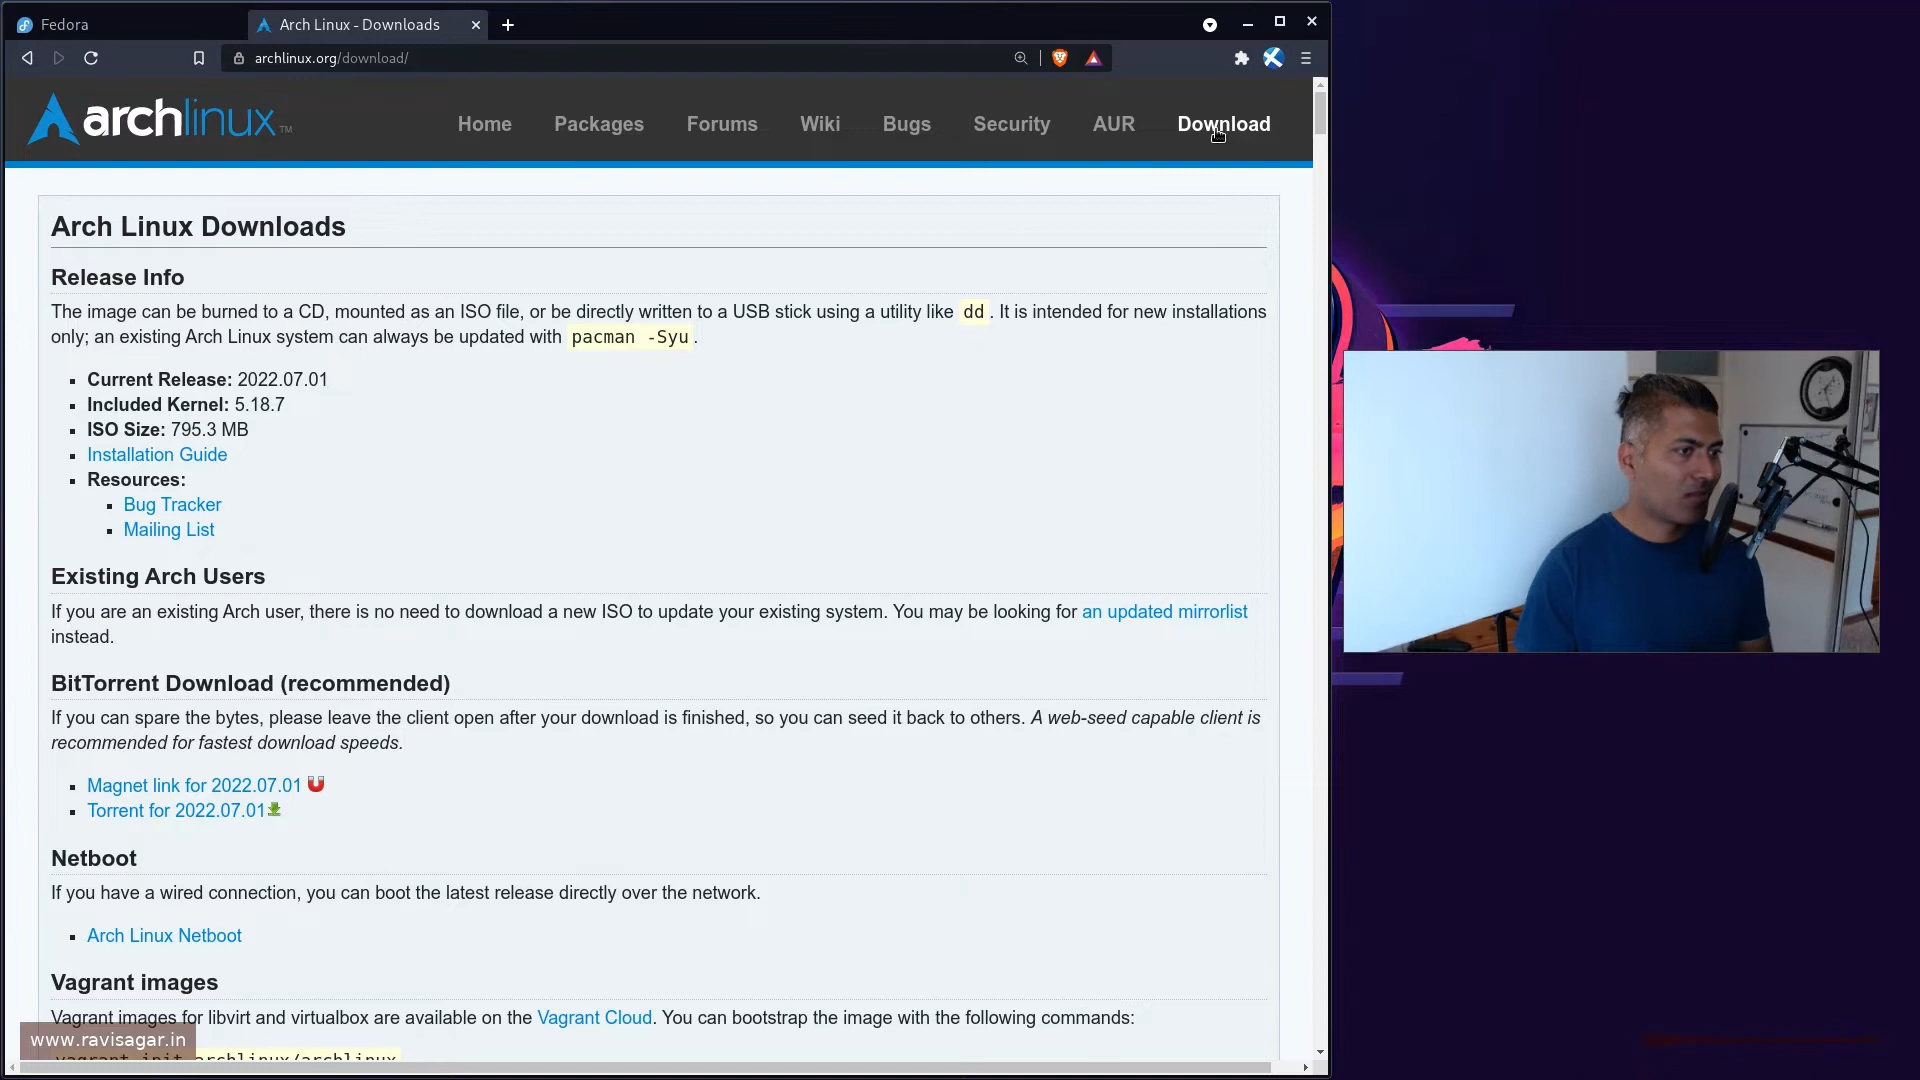 Fedora
Arch Linux - Downloads
archlinux.org/download/
archlinux TM
Home Packages Forums Wiki Bugs Security AUR Download
Arch Linux Downloads
Release Info
The image can be burned to a CD, mounted as an ISO file, or be directly written to a USB stick using a utility like dd. It is intended for new installations
only; an existing Arch Linux system can always be updated with pacman -Syu.
Current Release: 2022.07.01
Included Kernel: 5.18.7
ISO Size: 795.3 MB
Installation Guide
Resources:
Bug Tracker
Mailing List
Existing Arch Users
If you are an existing Arch user, there is no need to download a new ISO to update your existing system. You may be looking for an updated mirrorlist
instead.
BitTorrent Download (recommended)
If you can spare the bytes, please leave the client open after your download is finished, so you can seed it back to others. A web-seed capable client is
recommended for fastest download speeds.
Magnet link for 2022.07.01
Torrent for 2022.07.01
Netboot
If you have a wired connection, you can boot the latest release directly over the network.
Arch Linux Netboot
Vagrant images
Vagrant images for libvirt and virtualbox are available on the Vagrant Cloud. You can bootstrap the image with the following commands:
www.ravisagar.in
vagrant init archlinux/archlinux